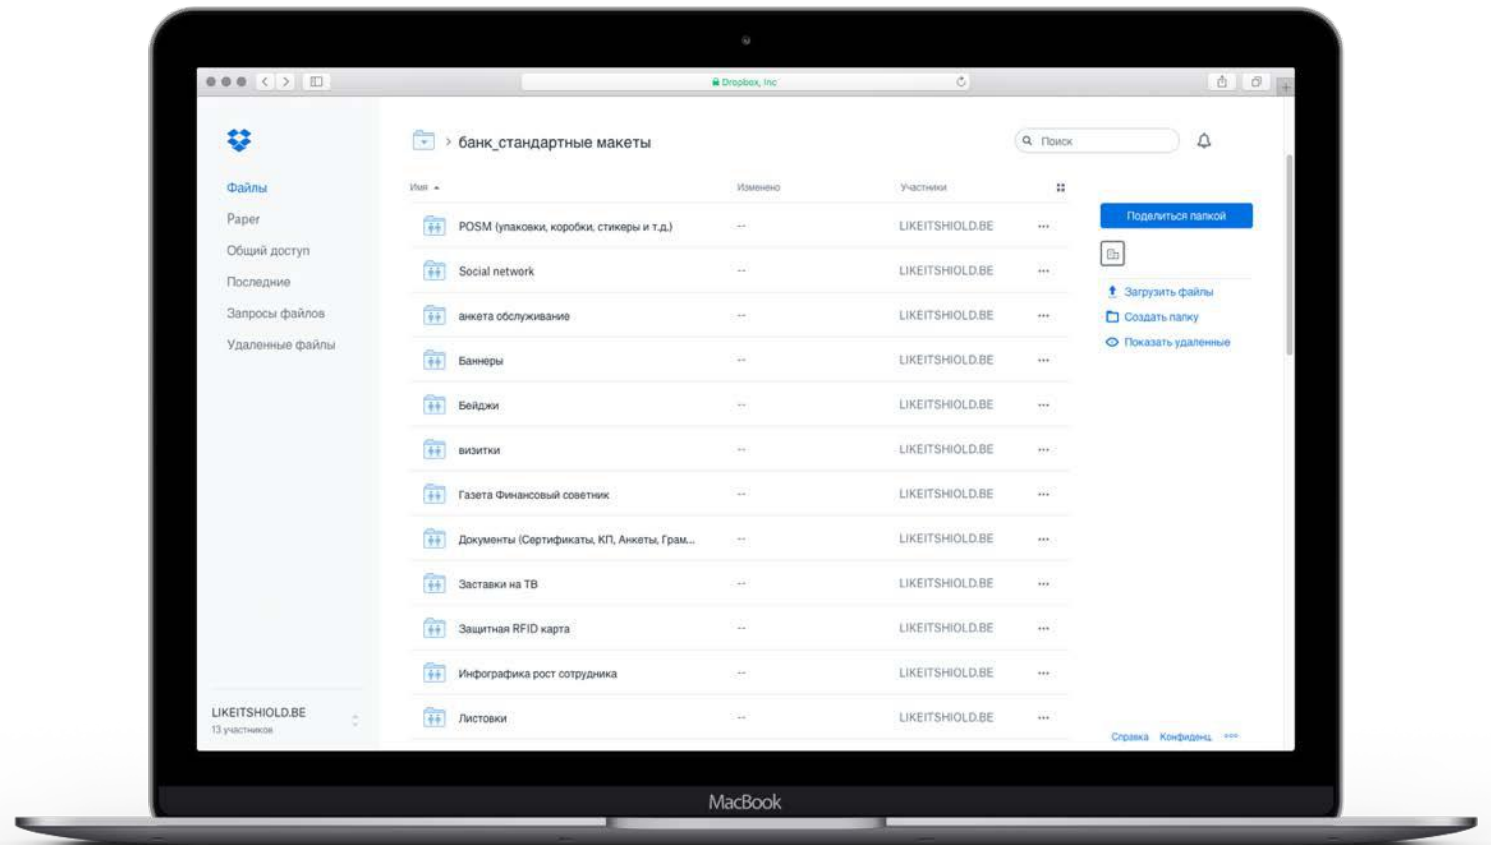 Dropbox, Inc
банк_стандартные макеты
Поиск
Файлы
Paper
Общий доступ
Последние
Запросы файлов
Удаленные файлы
Имя Изменено Участники
POSM (упаковки, коробки, стикеры и т.д.) -- LIKEITSHIOLD.BE
Social network -- LIKEITSHIOLD.BE
анкета обслуживание -- LIKEITSHIOLD.BE
Баннеры -- LIKEITSHIOLD.BE
Бейджи -- LIKEITSHIOLD.BE
визитки -- LIKEITSHIOLD.BE
Газета Финансовый советник -- LIKEITSHIOLD.BE
Документы (Сертификаты, КП, Анкеты, Грам... -- LIKEITSHIOLD.BE
Заставки на ТВ -- LIKEITSHIOLD.BE
Защитная RFID карта -- LIKEITSHIOLD.BE
Инфографика рост сотрудника -- LIKEITSHIOLD.BE
Листовки -- LIKEITSHIOLD.BE
Поделиться папкой
Загрузить файлы
Создать папку
Показать удаленные
LIKEITSHIOLD.BE
13 участников
Справка Конфиденц.
MacBook